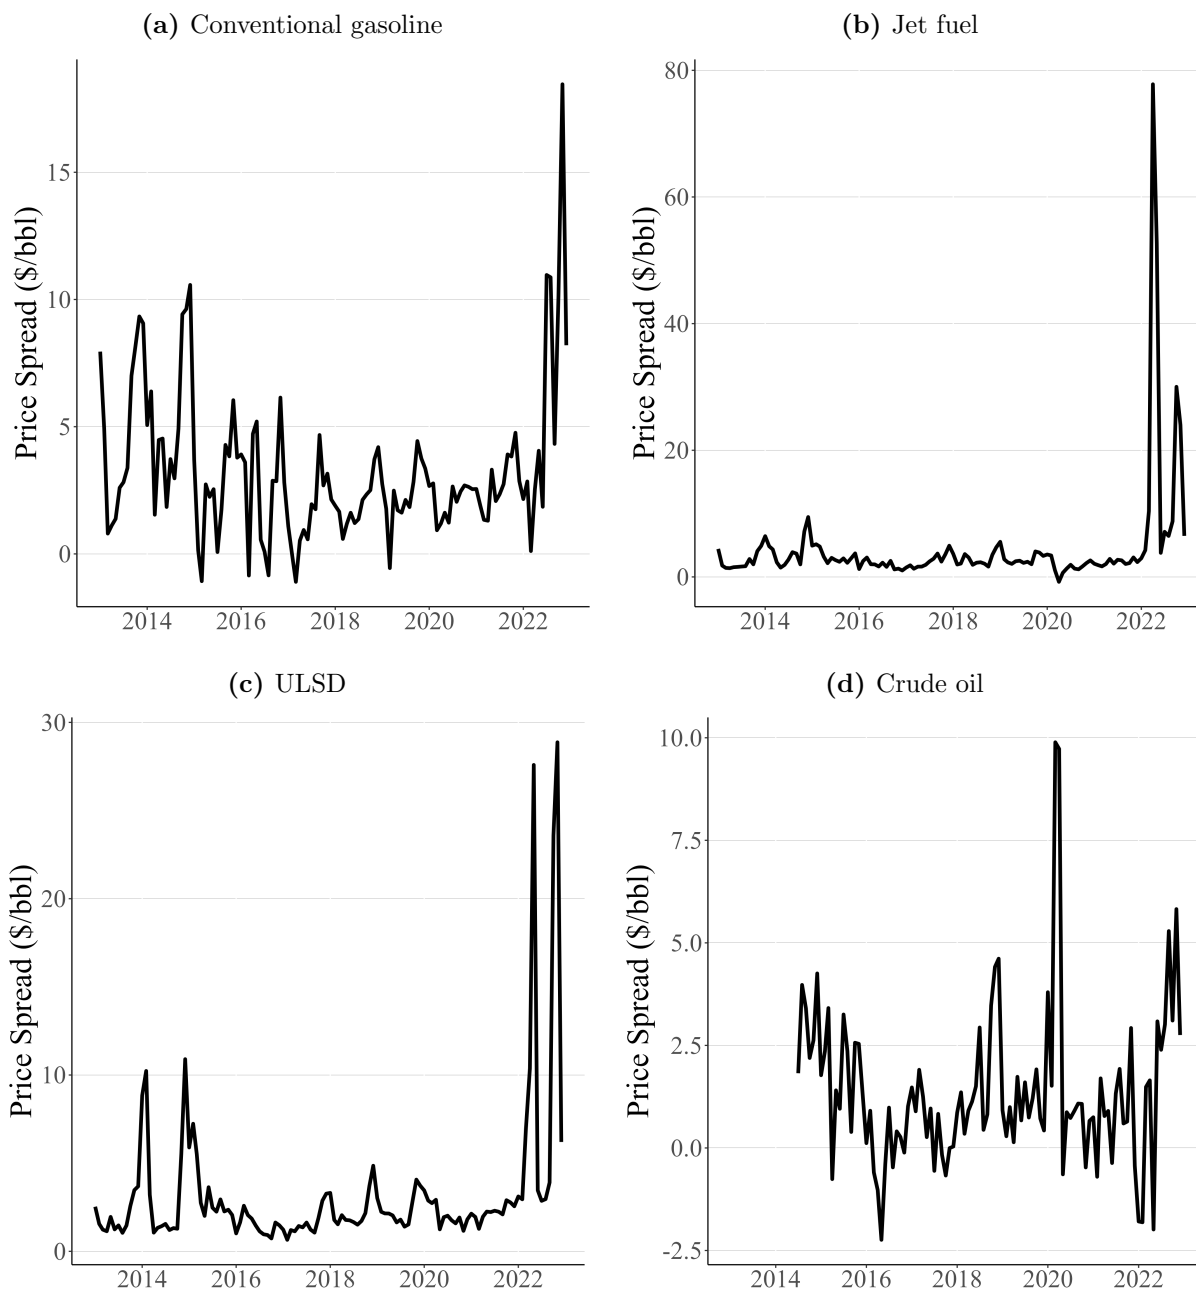 (a) Conventional gasoline
Price Spread ($/bbl)
15
10
5
0
2014 2016 2018 2020 2022
(b) Jet fuel
Price Spread ($/bbl)
80
60
40
20
0
2014 2016 2018 2020 2022
(c) ULSD
Price Spread ($/bbl)
30
20
10
0
2014 2016 2018 2020 2022
(d) Crude oil
Price Spread ($/bbl)
10.0
7.5
5.0
2.5
0.0
-2.5
2014 2016 2018 2020 2022